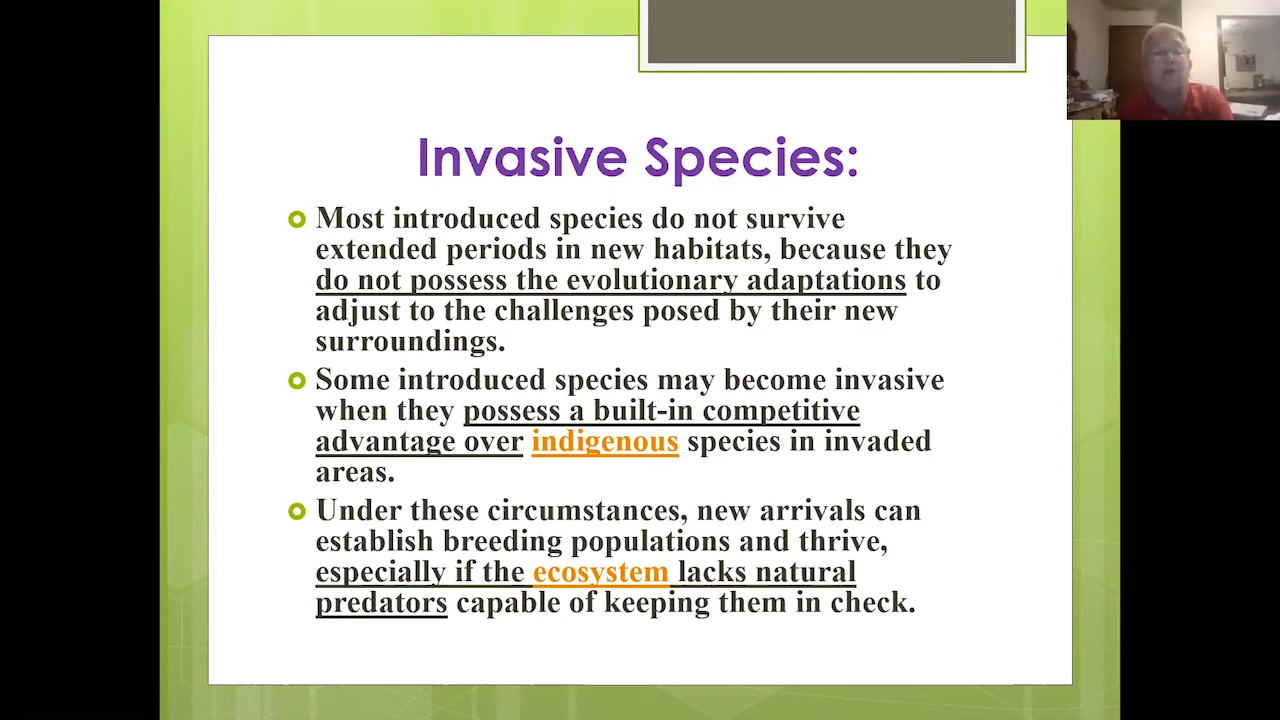 Invasive Species:
Most introduced species do not survive
extended periods in new habitats, because they
do not possess the evolutionary adaptations to
adjust to the challenges posed by their new
surroundings.
Some introduced species may become invasive
when they possess a built-in competitive
advantage over indigenous species in invaded
areas.
Under these circumstances, new arrivals can
establish breeding populations and thrive,
especially if the ecosystem lacks natural
predators capable of keeping them in check.